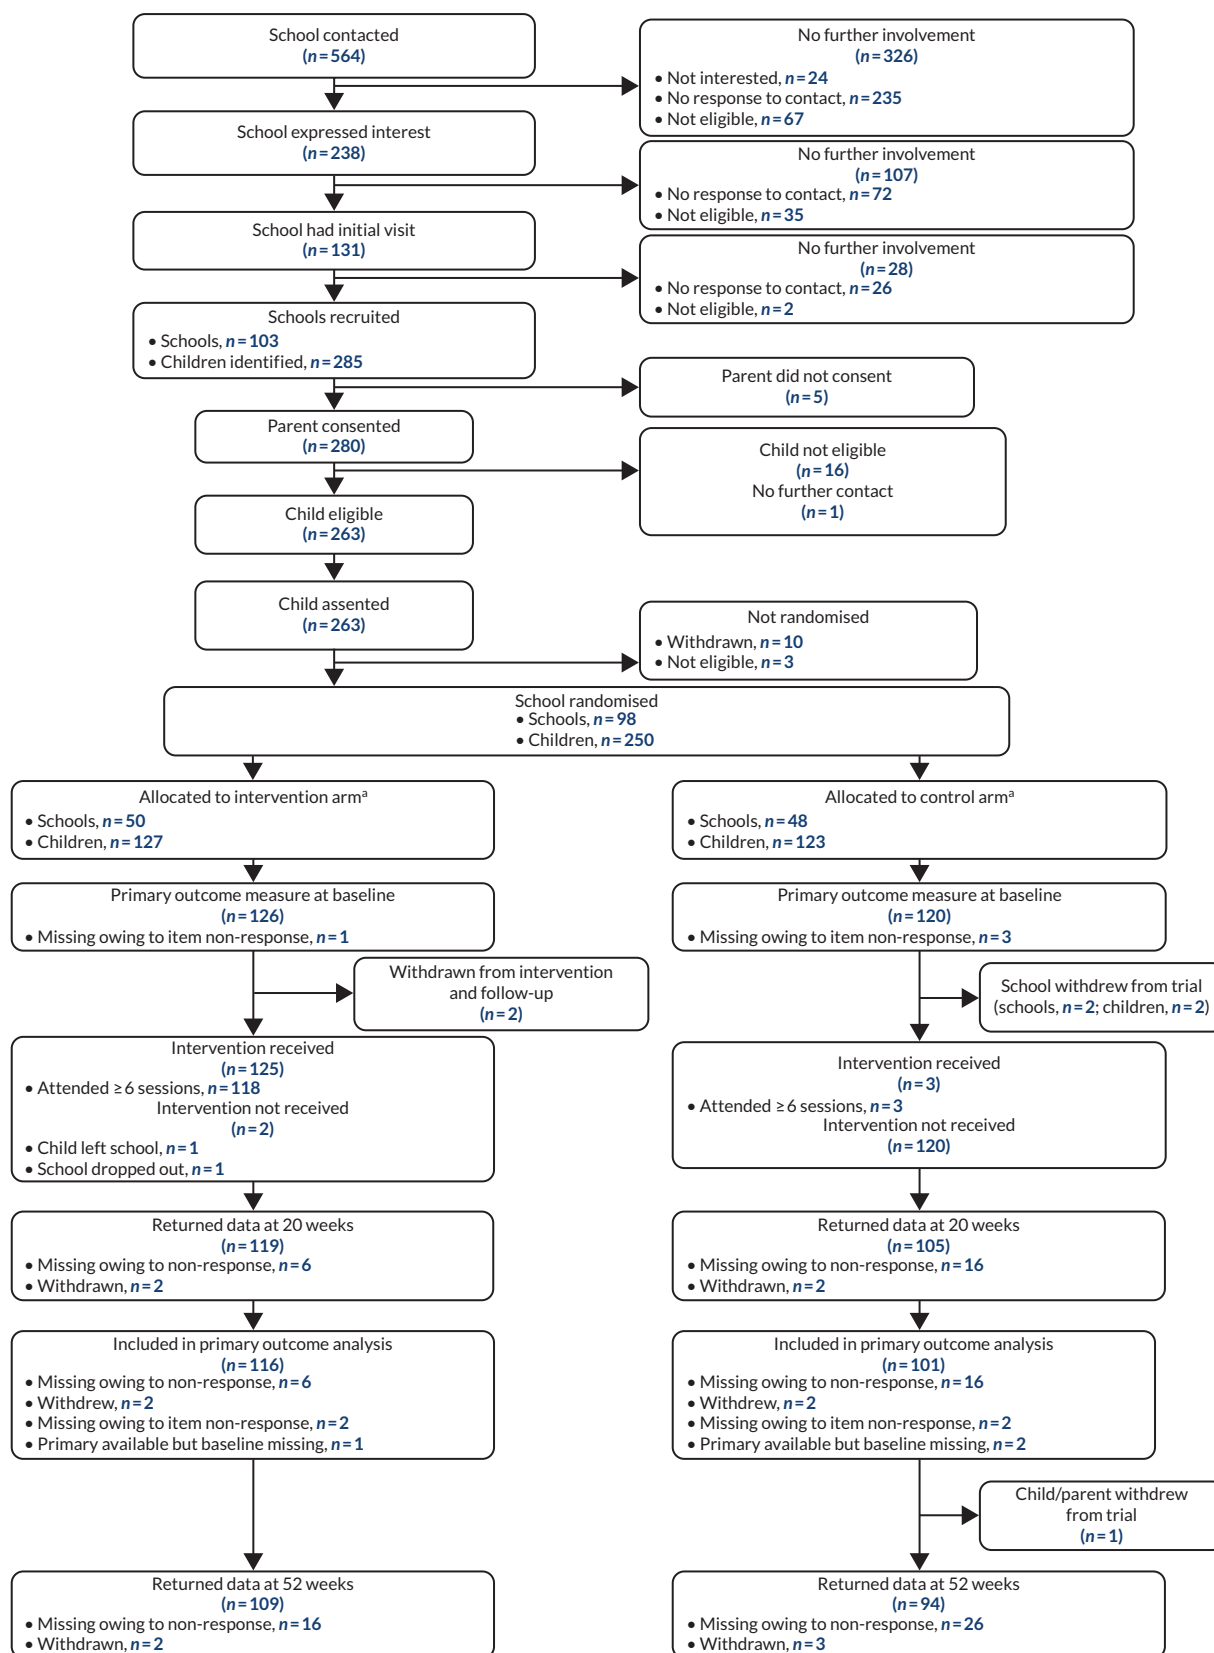 School contacted
(n=564)
No further involvement
(n=326)
• Not interested, n=24
• No response to contact, n=235
• Not eligible, n=67
School expressed interest
(n=238)
No further involvement
(n=107)
• No response to contact, n=72
• Not eligible, n=35
School had initial visit
(n=131)
No further involvement
(n=28)
• No response to contact, n=26
• Not eligible, n=2
Schools recruited
• Schools, n=103
• Children identified, n=285
Parent did not consent
(n=5)
Parent consented
(n=280)
Child not eligible
(n=16)
No further contact
(n=1)
Child eligible
(n=263)
Child assented
(n=263)
Not randomised
• Withdrawn, n=10
• Not eligible, n=3
School randomised
• Schools, n=98
• Children, n=250
Allocated to intervention armᵃ
• Schools, n=50
• Children, n=127
Allocated to control armᵃ
• Schools, n=48
• Children, n=123
Primary outcome measure at baseline
(n=126)
• Missing owing to item non-response, n=1
Primary outcome measure at baseline
(n=120)
• Missing owing to item non-response, n=3
Withdrawn from intervention
and follow-up
(n=2)
School withdrew from trial
(schools, n=2; children, n=2)
Intervention received
(n=125)
• Attended ≥6 sessions, n=118
Intervention not received
(n=2)
• Child left school, n=1
• School dropped out, n=1
Intervention received
(n=3)
• Attended ≥6 sessions, n=3
Intervention not received
(n=120)
Returned data at 20 weeks
(n=119)
• Missing owing to non-response, n=6
• Withdrawn, n=2
Returned data at 20 weeks
(n=105)
• Missing owing to non-response, n=16
• Withdrawn, n=2
Included in primary outcome analysis
(n=116)
• Missing owing to non-response, n=6
• Withdrew, n=2
• Missing owing to item non-response, n=2
• Primary available but baseline missing, n=1
Included in primary outcome analysis
(n=101)
• Missing owing to non-response, n=16
• Withdrew, n=2
• Missing owing to item non-response, n=2
• Primary available but baseline missing, n=2
Child/parent withdrew
from trial
(n=1)
Returned data at 52 weeks
(n=109)
• Missing owing to non-response, n=16
• Withdrawn, n=2
Returned data at 52 weeks
(n=94)
• Missing owing to non-response, n=26
• Withdrawn, n=3